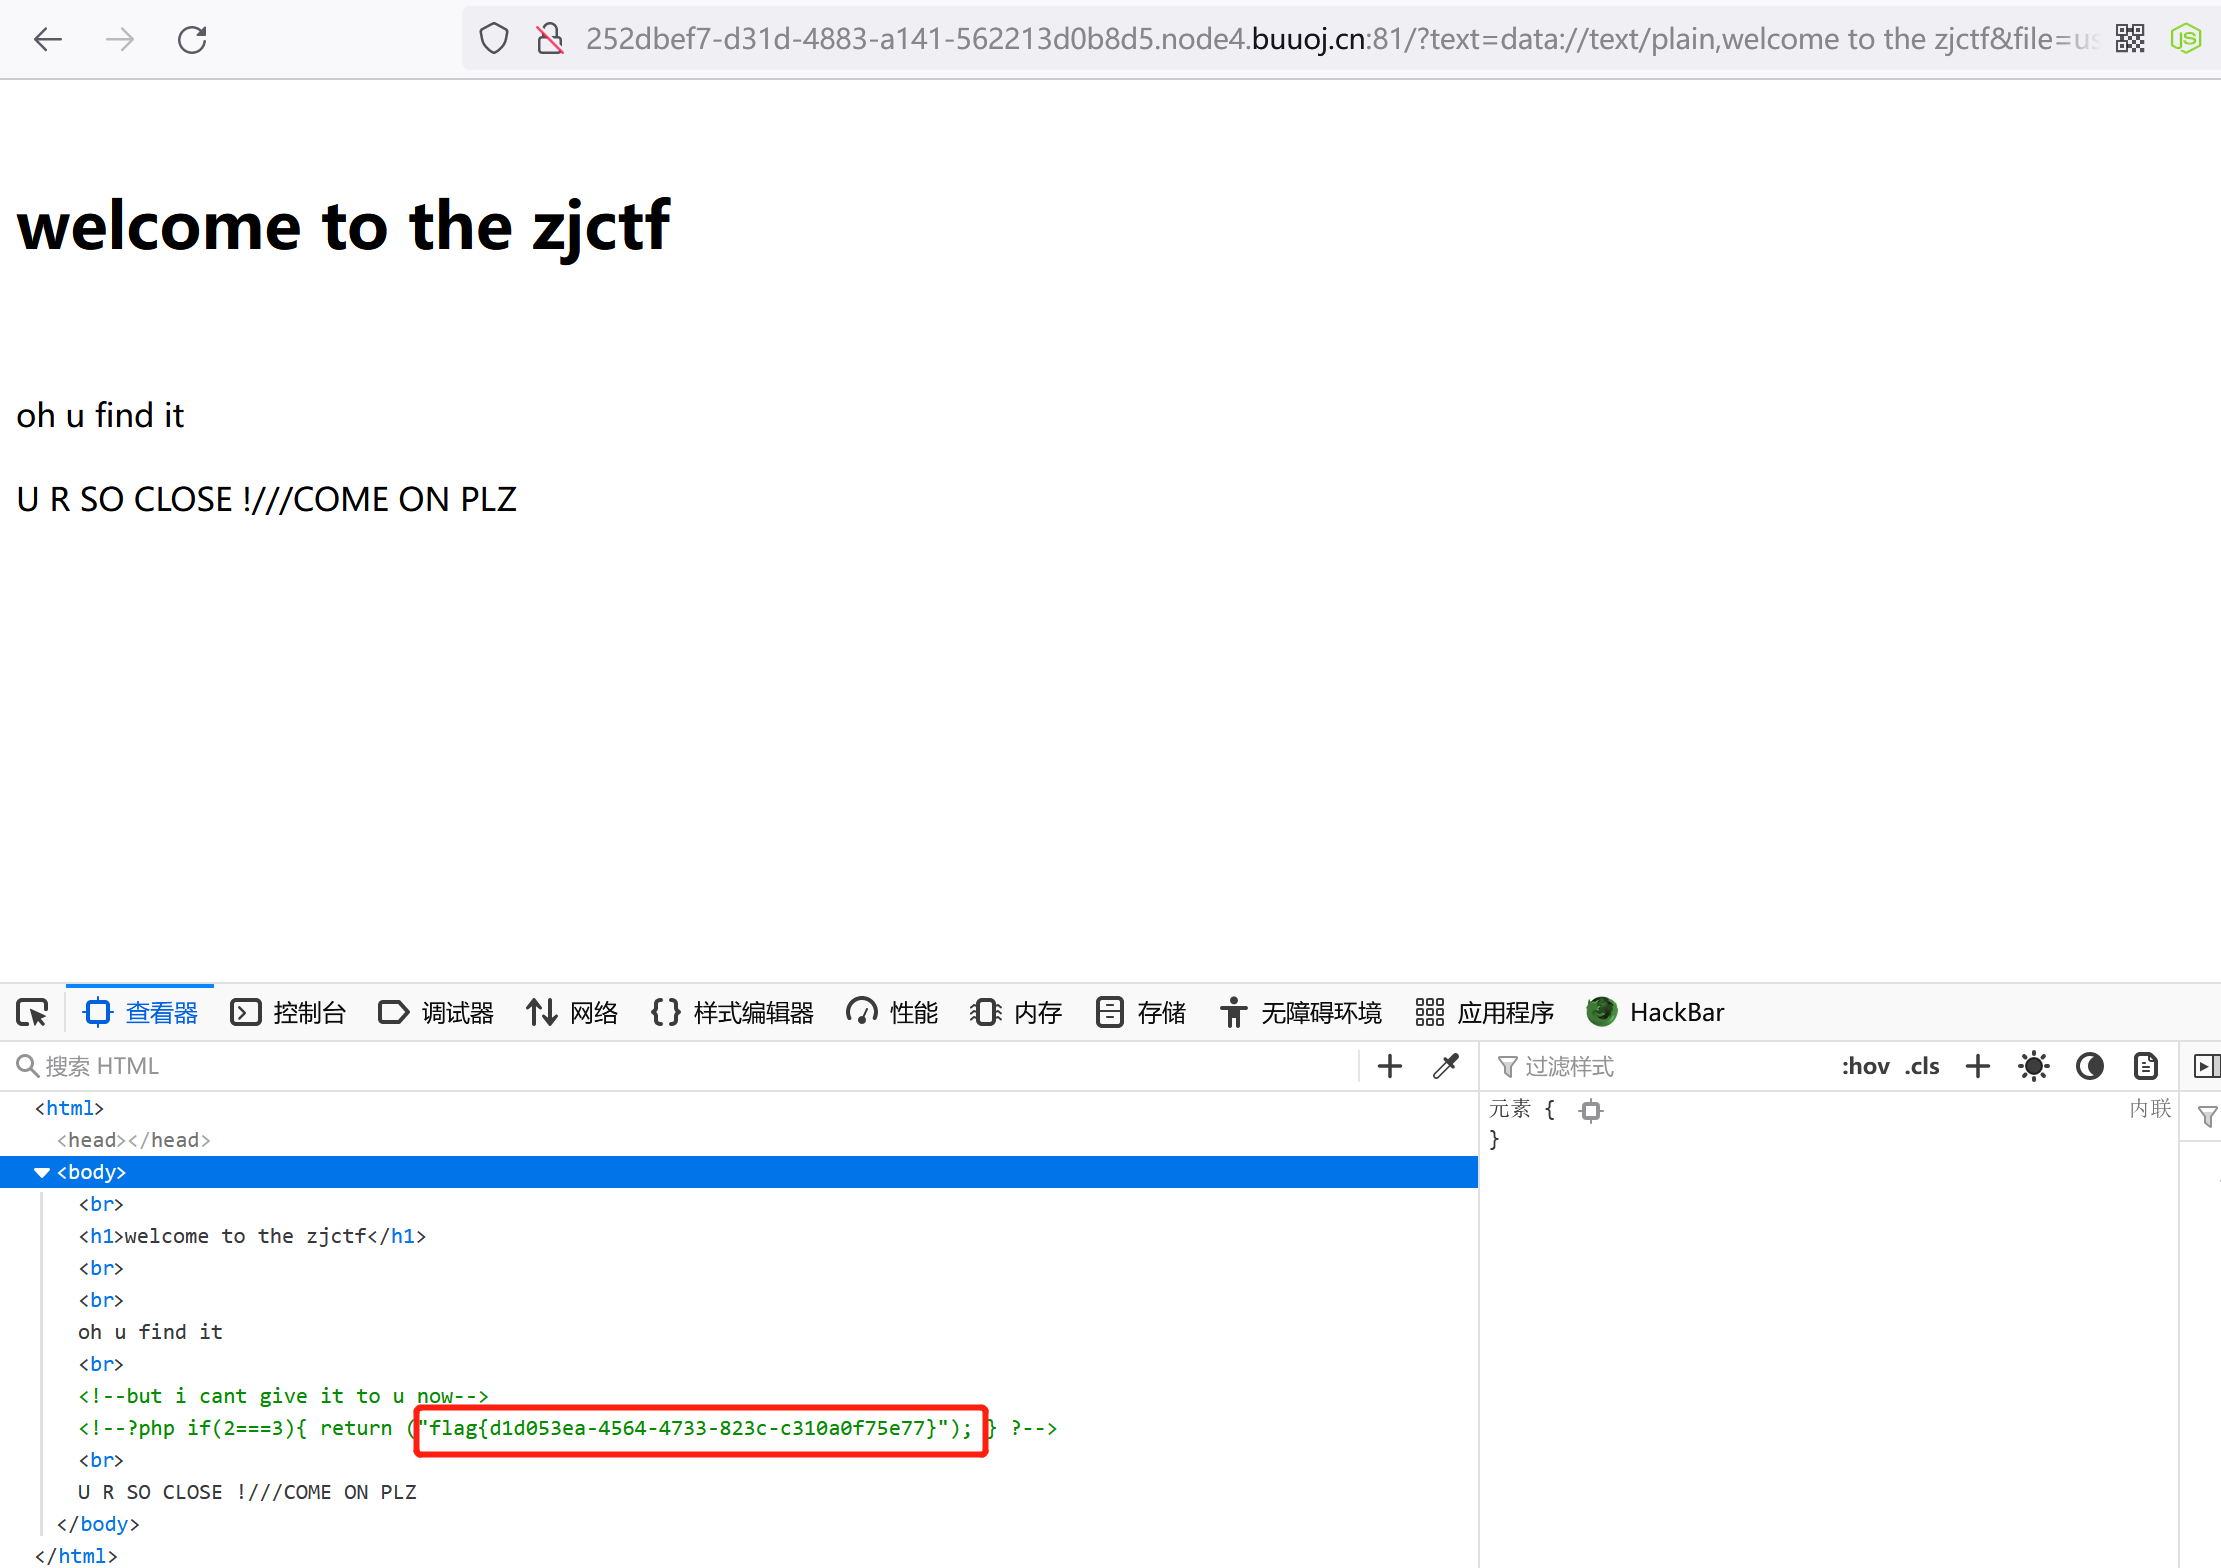 252dbef7-d31d-4883-a141-562213d0b8d5.node4.buuoj.cn:81/?text=data://text/plain,welcome to the zjctf&file=us
welcome to the zjctf
oh u find it
U R SO CLOSE !///COME ON PLZ
查看器 控制台 调试器 网络 {} 样式编辑器 性能 内存 存储 无障碍环境 应用程序 HackBar
搜索 HTML
过滤样式 :hov .cls
<html>
<head></head>
<body>
<br>
<h1>welcome to the zjctf</h1>
<br>
<br>
oh u find it
<br>
<!--but i cant give it to u now-->
<!--?php if(2===3){ return ("flag{d1d053ea-4564-4733-823c-c310a0f75e77}"); } ?-->
<br>
U R SO CLOSE !///COME ON PLZ
</body>
</html>
元素 { 内联
}